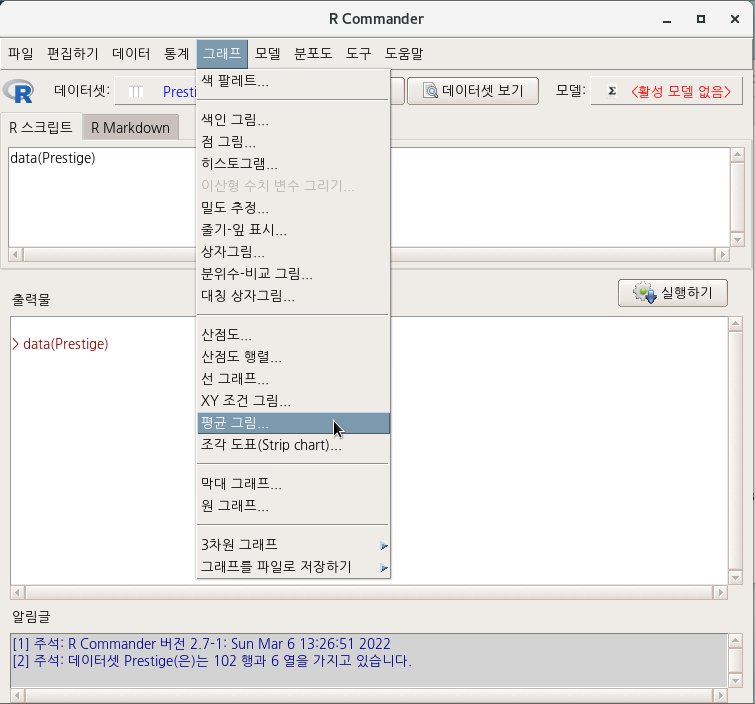 R Commander
파일 편집하기 데이터 통계 그래프 모델 분포도 도구 도움말
데이터셋: Presti 데이터셋 보기 모델: Σ <활성 모델 없음>
R 스크립트 R Markdown
data(Prestige)
색 팔레트...
색인 그림...
점 그림...
히스토그램...
이산형 수치 변수 그리기...
밀도 추정...
줄기-잎 표시...
상자그림...
분위수-비교 그림...
대칭 상자그림...
산점도...
산점도 행렬...
선 그래프...
XY 조건 그림...
평균 그림...
조각 도표(Strip chart)...
막대 그래프...
원 그래프...
3차원 그래프
그래프를 파일로 저장하기
실행하기
출력물
> data(Prestige)
알림글
[1] 주석: R Commander 버전 2.7-1: Sun Mar 6 13:26:51 2022
[2] 주석: 데이터셋 Prestige(은)는 102 행과 6 열을 가지고 있습니다.